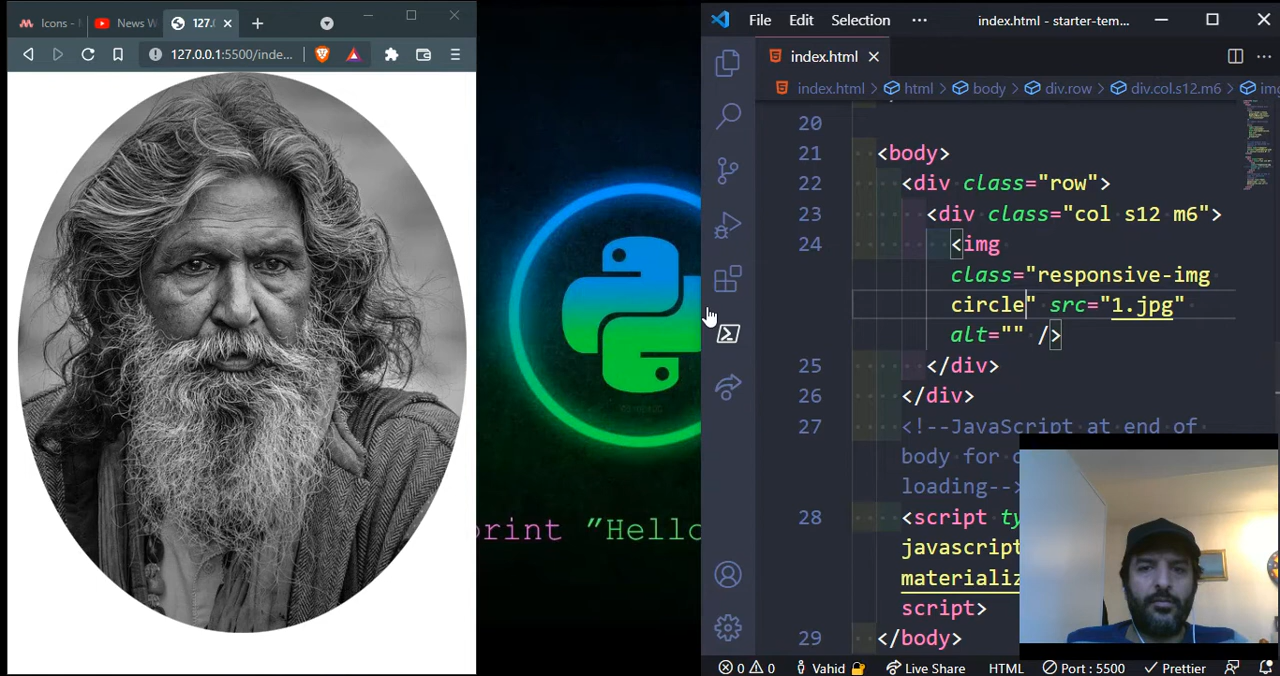 Icons -
News W
127.
127.0.0.1:5500/inde...
print "Hello
File Edit Selection ··· index.html - starter-tem...
index.html
index.html > html > body > div.row > div.col.s12.m6 > im
20
21 <body>
22 <div class="row">
23 <div class="col s12 m6">
24 <img
class="responsive-img
circle" src="1.jpg"
alt="" />
25 </div>
26 </div>
27 <!--JavaScript at end of
body for
loading-->
28 <script ty
javascript
materializ
script>
29 </body>
0 0 Vahid Live Share HTML Port : 5500 Prettier